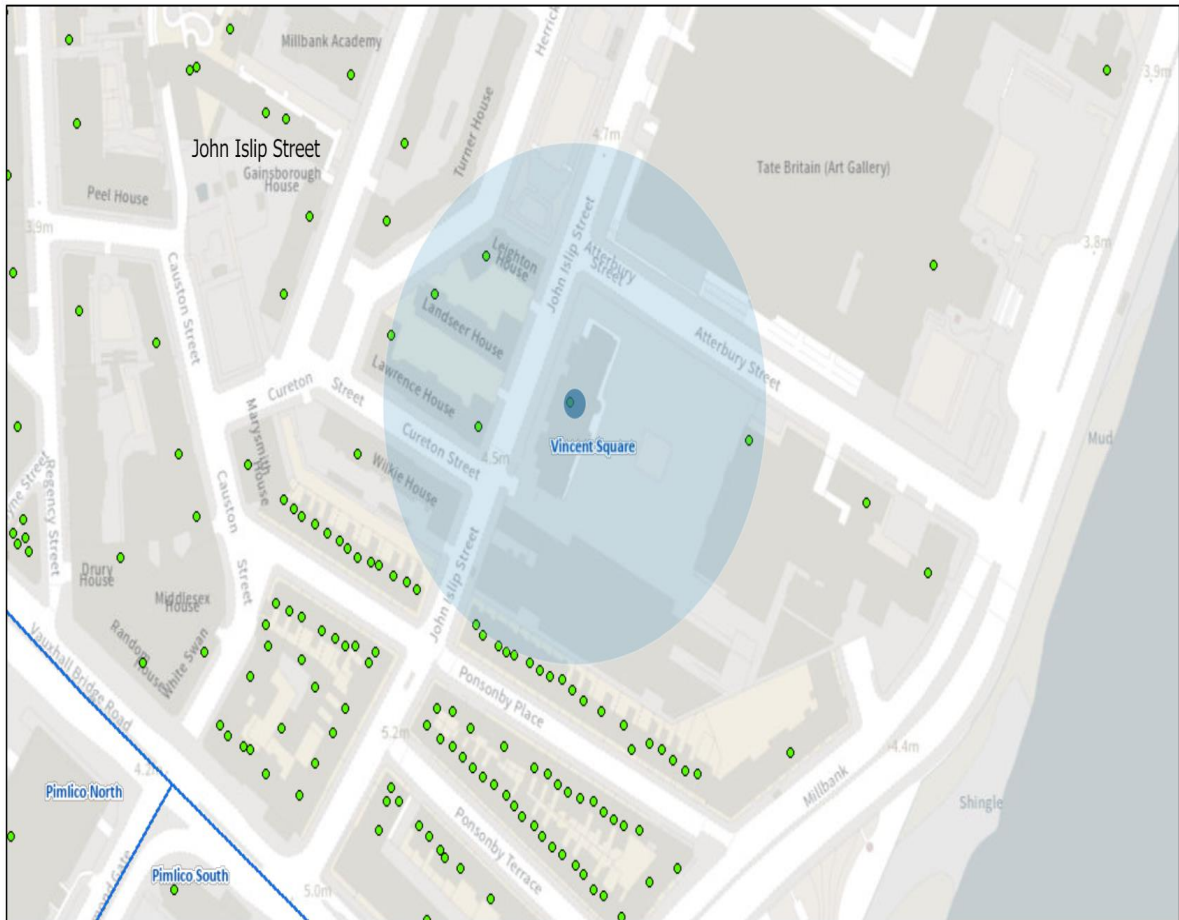 Millbank Academy
Herrick
3.9m
Turner House
4.7m
John Islip Street
Gainsborough
House
Tate Britain (Art Gallery)
Peel House
3.9m
3.8m
Causton Street
Leighton
House
John Islip Street
Atterbury
Street
Landseer House
Atterbury Street
Lawrence House
Cureton
Street
Marysmith
House
Cureton Street
Mud
Vincent Square
4.5m
Wilkie House
Regency Street
Causton
Street
John Islip Street
Drury
House
Middlesex
House
Random
House
White Swan
Vauxhall Bridge Road
Ponsonby Place
5.2m
4.4m
4.2m
Millbank
Pimlico North
Shingle
Ponsonby Terrace
Pimlico South
5.0m
Gate